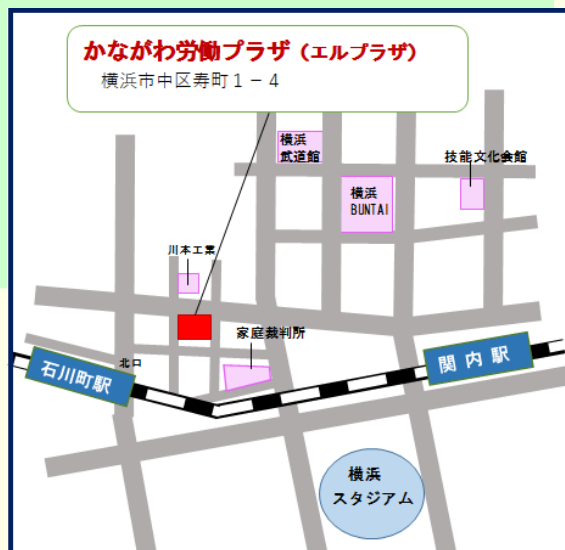 かながわ労働プラザ（エルプラザ）
横浜市中区寿町１－４
横浜
武道館
技能文化会館
横浜
BUNTAI
川本工業
家庭裁判所
北口
石川町駅
関内駅
横浜
スタジアム